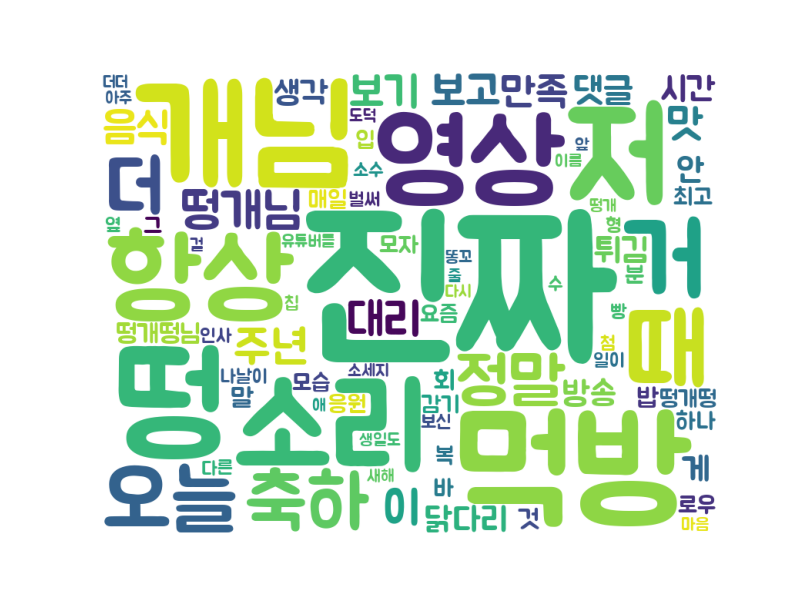 더더
아주
개님
생각
보기
보고
만족
댓글
시간
음식
도덕
입
영상
저
맛
소수
앞
이름
안
최고
더
떵개님
매일
벌써
떵개
형
옆
그
걸
유튜버를
모자
진짜
거
튀김
분
항상
칩
똥꼬
줄
다시
수
빵
대리
요즘
때
떵개떵님
인사
주년
떵
나날이
말
모습
소세지
정말
방송
첨
일이
소리
애
응원
회
감기
보신
밥
떵개떵
하나
생일도
먹방
다른
새해
복
오늘
축하
이
바
닭다리
것
게
로우
마음